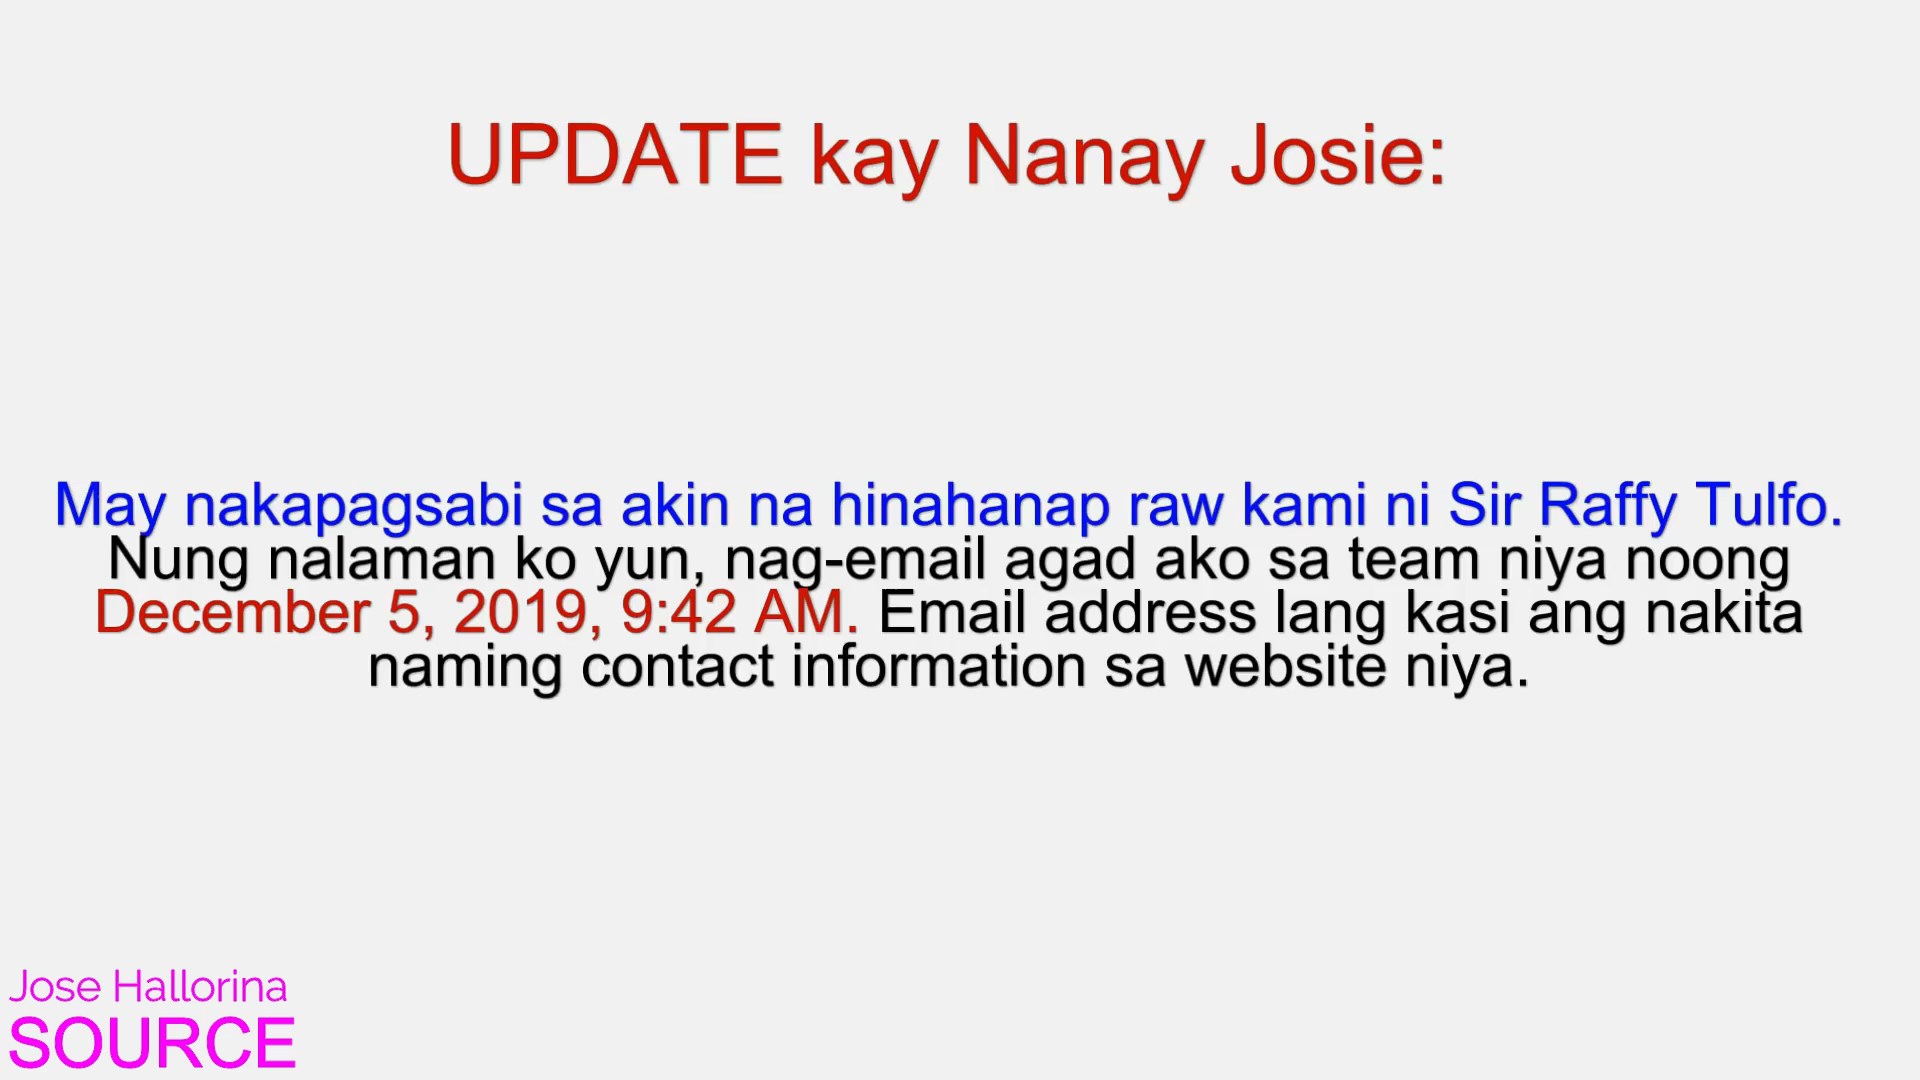 UPDATE kay Nanay Josie:
May nakapagsabi sa akin na hinahanap raw kami ni Sir Raffy Tulfo.
Nung nalaman ko yun, nag-email agad ako sa team niya noong
December 5, 2019, 9:42 AM. Email address lang kasi ang nakita
naming contact information sa website niya.
Jose Hallorina
SOURCE